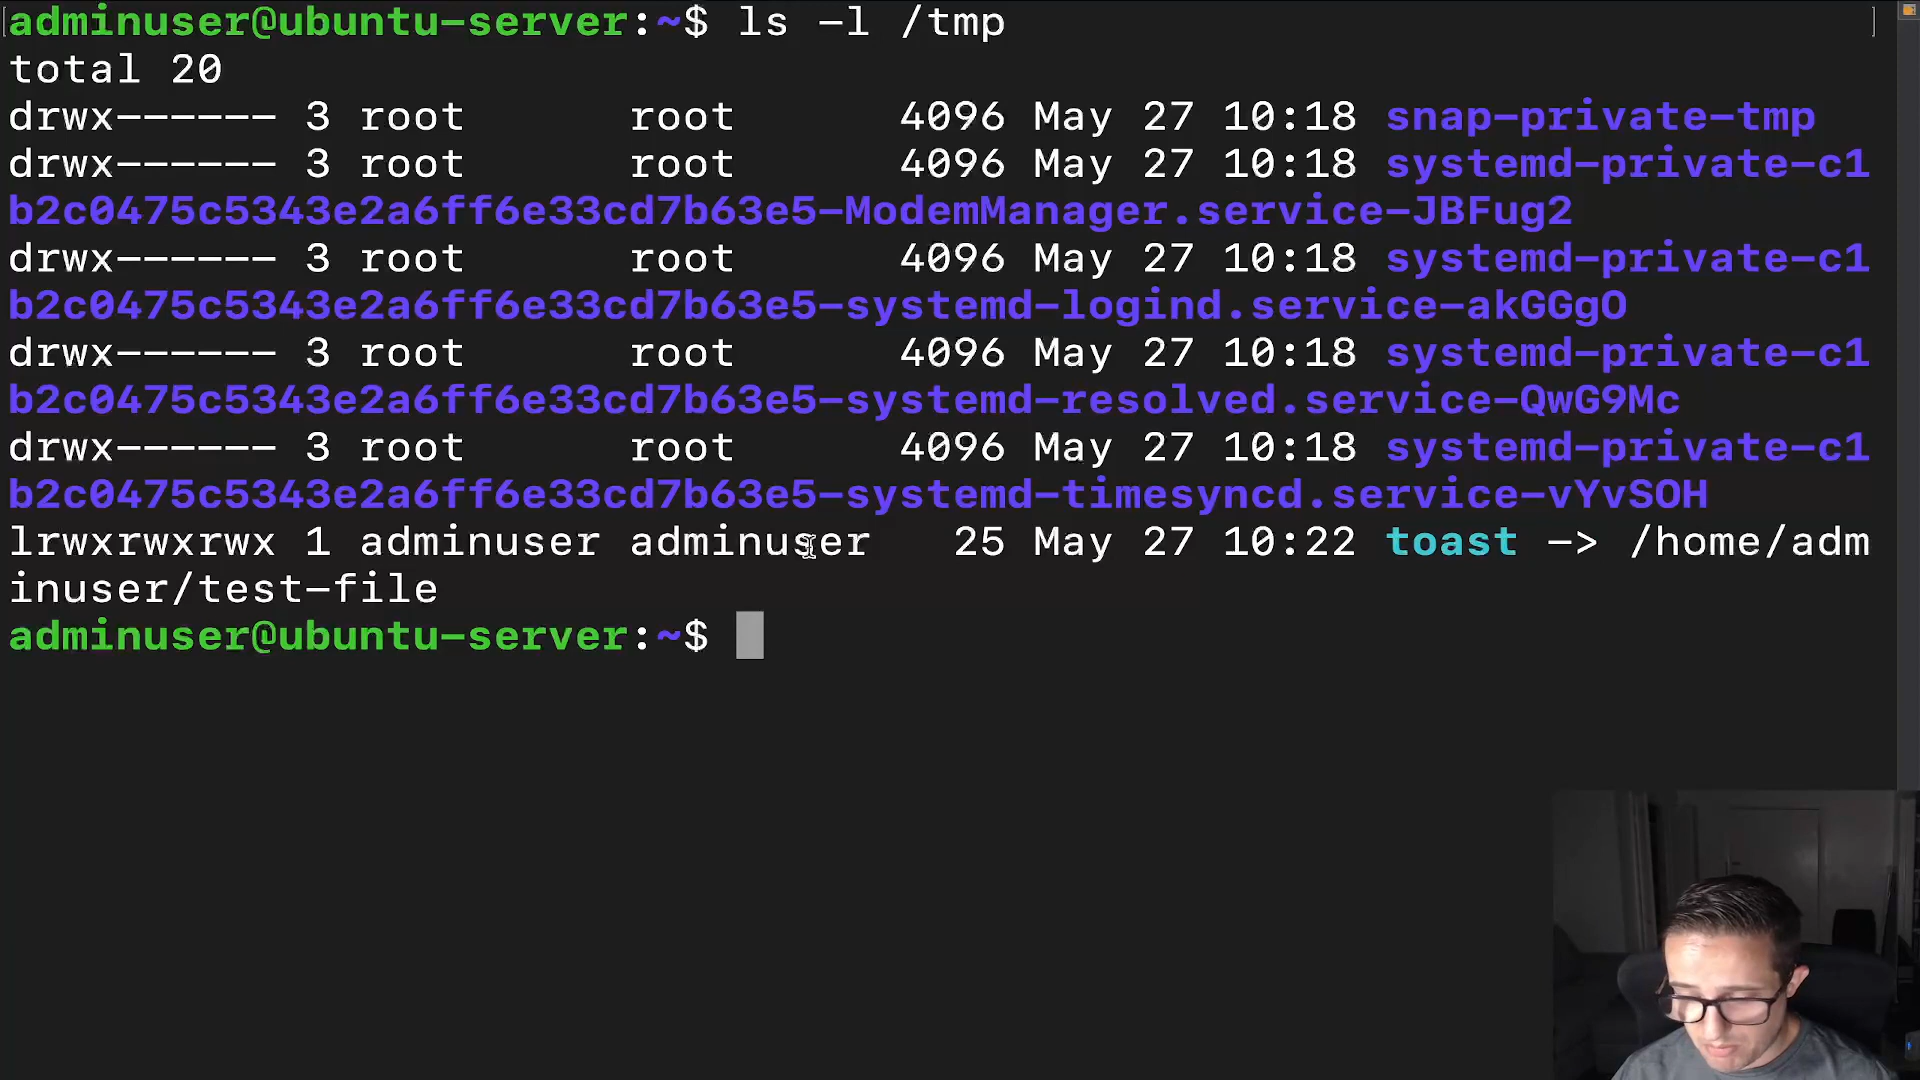 adminuser@ubuntu-server:~$ ls -l /tmp
total 20
drwx------ 3 root      root      4096 May 27 10:18 snap-private-tmp
drwx------ 3 root      root      4096 May 27 10:18 systemd-private-c1
b2c0475c5343e2a6ff6e33cd7b63e5-ModemManager.service-JBFug2
drwx------ 3 root      root      4096 May 27 10:18 systemd-private-c1
b2c0475c5343e2a6ff6e33cd7b63e5-systemd-logind.service-akGGgO
drwx------ 3 root      root      4096 May 27 10:18 systemd-private-c1
b2c0475c5343e2a6ff6e33cd7b63e5-systemd-resolved.service-QwG9Mc
drwx------ 3 root      root      4096 May 27 10:18 systemd-private-c1
b2c0475c5343e2a6ff6e33cd7b63e5-systemd-timesyncd.service-vYvSOH
lrwxrwxrwx 1 adminuser adminuser   25 May 27 10:22 toast -> /home/adm
inuser/test-file
adminuser@ubuntu-server:~$